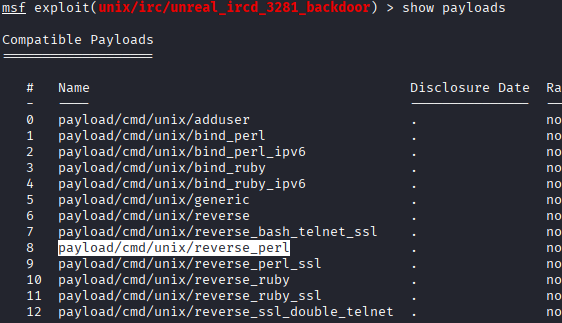 msf exploit(unix/irc/unreal_ircd_3281_backdoor) > show payloads
Compatible Payloads
===================
# Name Disclosure Date Ra
- ---- --------------- --
0 payload/cmd/unix/adduser . no
1 payload/cmd/unix/bind_perl . no
2 payload/cmd/unix/bind_perl_ipv6 . no
3 payload/cmd/unix/bind_ruby . no
4 payload/cmd/unix/bind_ruby_ipv6 . no
5 payload/cmd/unix/generic . no
6 payload/cmd/unix/reverse . no
7 payload/cmd/unix/reverse_bash_telnet_ssl . no
8 payload/cmd/unix/reverse_perl . no
9 payload/cmd/unix/reverse_perl_ssl . no
10 payload/cmd/unix/reverse_ruby . no
11 payload/cmd/unix/reverse_ruby_ssl . no
12 payload/cmd/unix/reverse_ssl_double_telnet . no